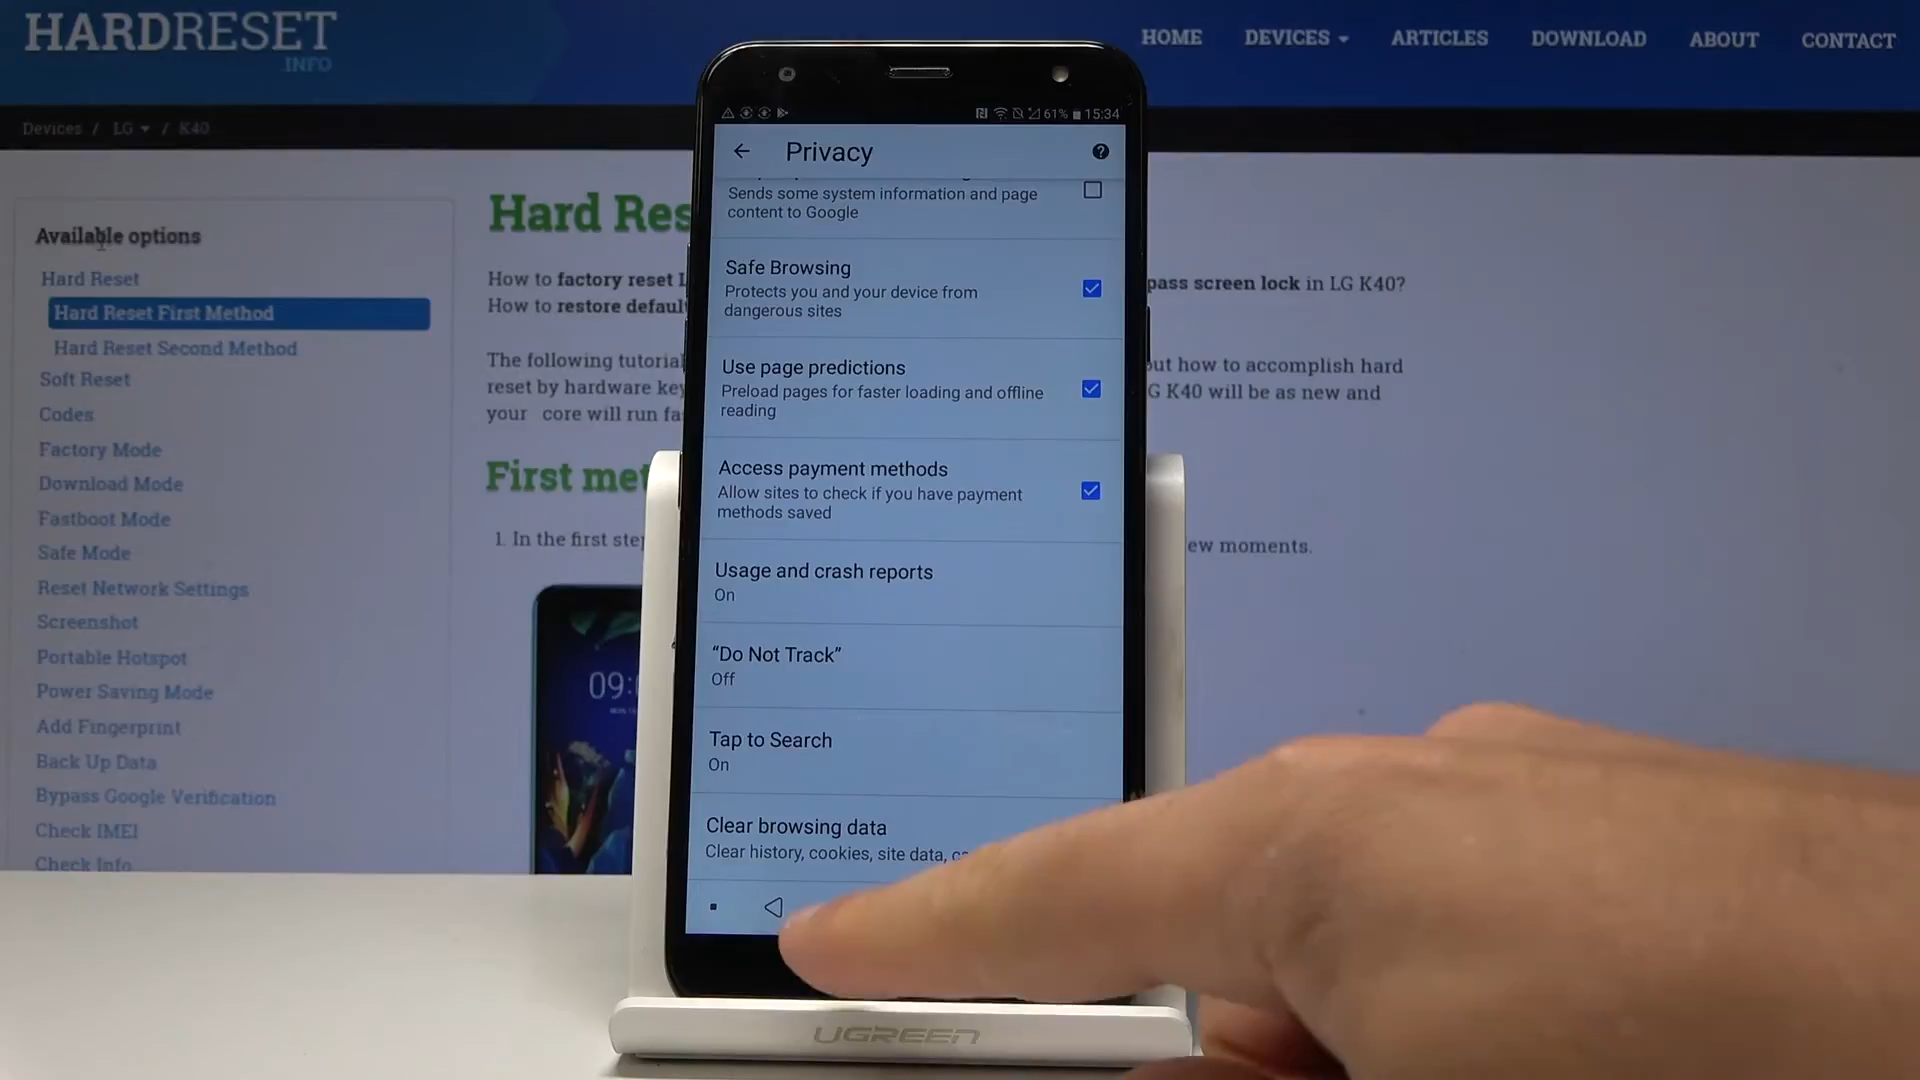 HARDRESET
.INFO
HOME
DEVICES
ARTICLES
DOWNLOAD
ABOUT
CONTACT
Devices / LG / K40
Available options
Hard Reset
Hard Reset First Method
Hard Reset Second Method
Soft Reset
Codes
Factory Mode
Download Mode
Fastboot Mode
Safe Mode
Reset Network Settings
Screenshot
Portable Hotspot
Power Saving Mode
Add Fingerprint
Back Up Data
Bypass Google Verification
Check IMEI
Check Info
Hard Res
How to factory reset L
pass screen lock in LG K40?
How to restore default
The following tutorial
out how to accomplish hard
reset by hardware key
G K40 will be as new and
your core will run fa
First met
1. In the first step
ew moments.
09:
61% 15:34
Privacy
Sends some system information and page
content to Google
Safe Browsing
Protects you and your device from
dangerous sites
Use page predictions
Preload pages for faster loading and offline
reading
Access payment methods
Allow sites to check if you have payment
methods saved
Usage and crash reports
On
“Do Not Track”
Off
Tap to Search
On
Clear browsing data
Clear history, cookies, site data,
UGREEN